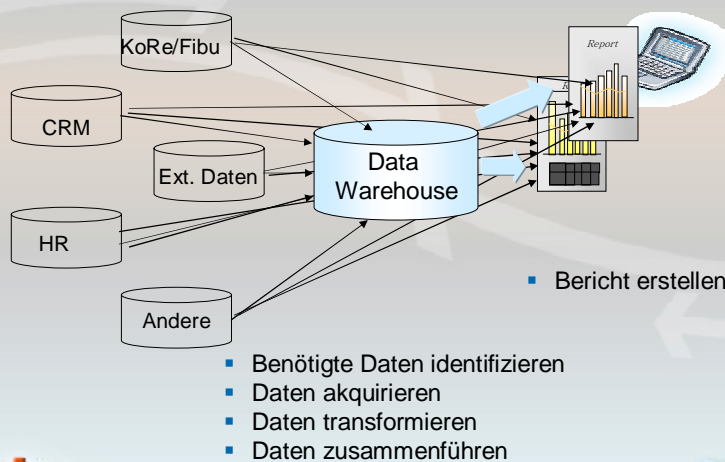 KoRe/Fibu
Report
CRM
Ext. Daten
Data
Warehouse
HR
Bericht erstellen
Andere
Benötigte Daten identifizieren
Daten akquirieren
Daten transformieren
Daten zusammenführen